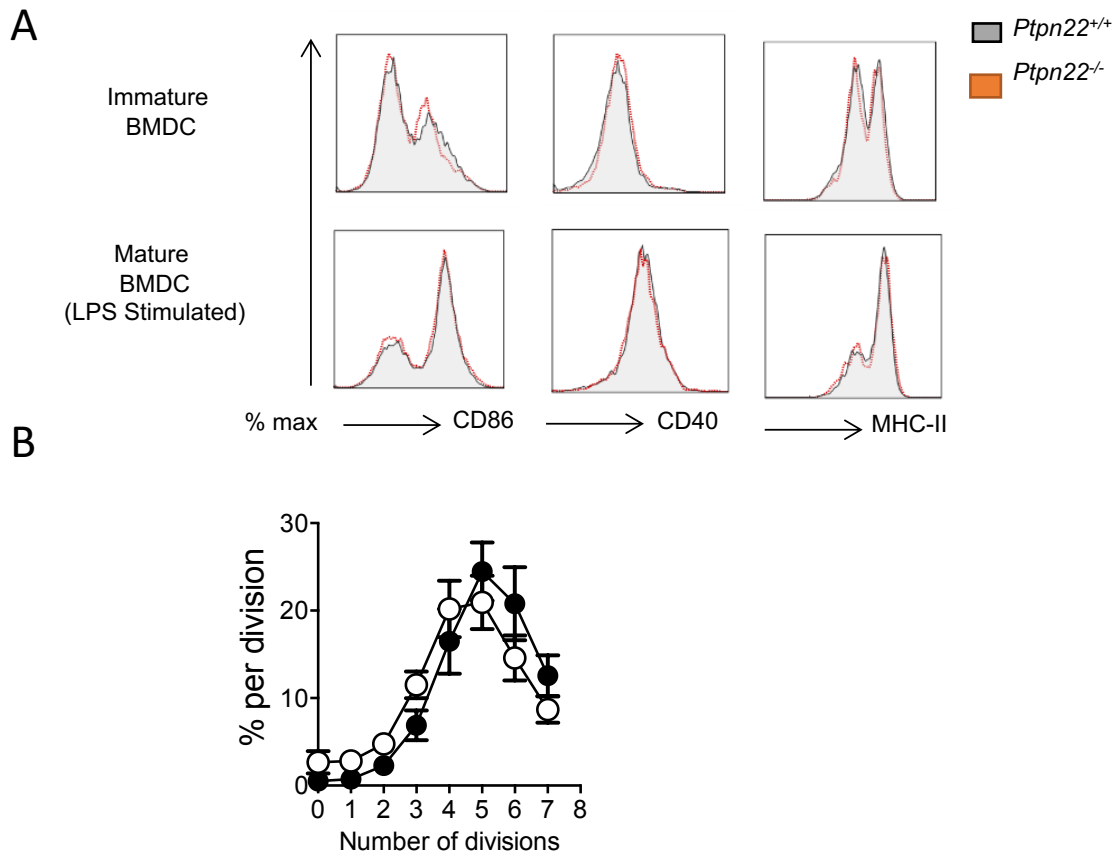 A
Ptpn22+/+
Ptpn22-/-
Immature
BMDC
Mature
BMDC
(LPS Stimulated)
% max
CD86
CD40
MHC-II
B
% per division
30
20
10
0
0 1 2 3 4 5 6 7 8
Number of divisions